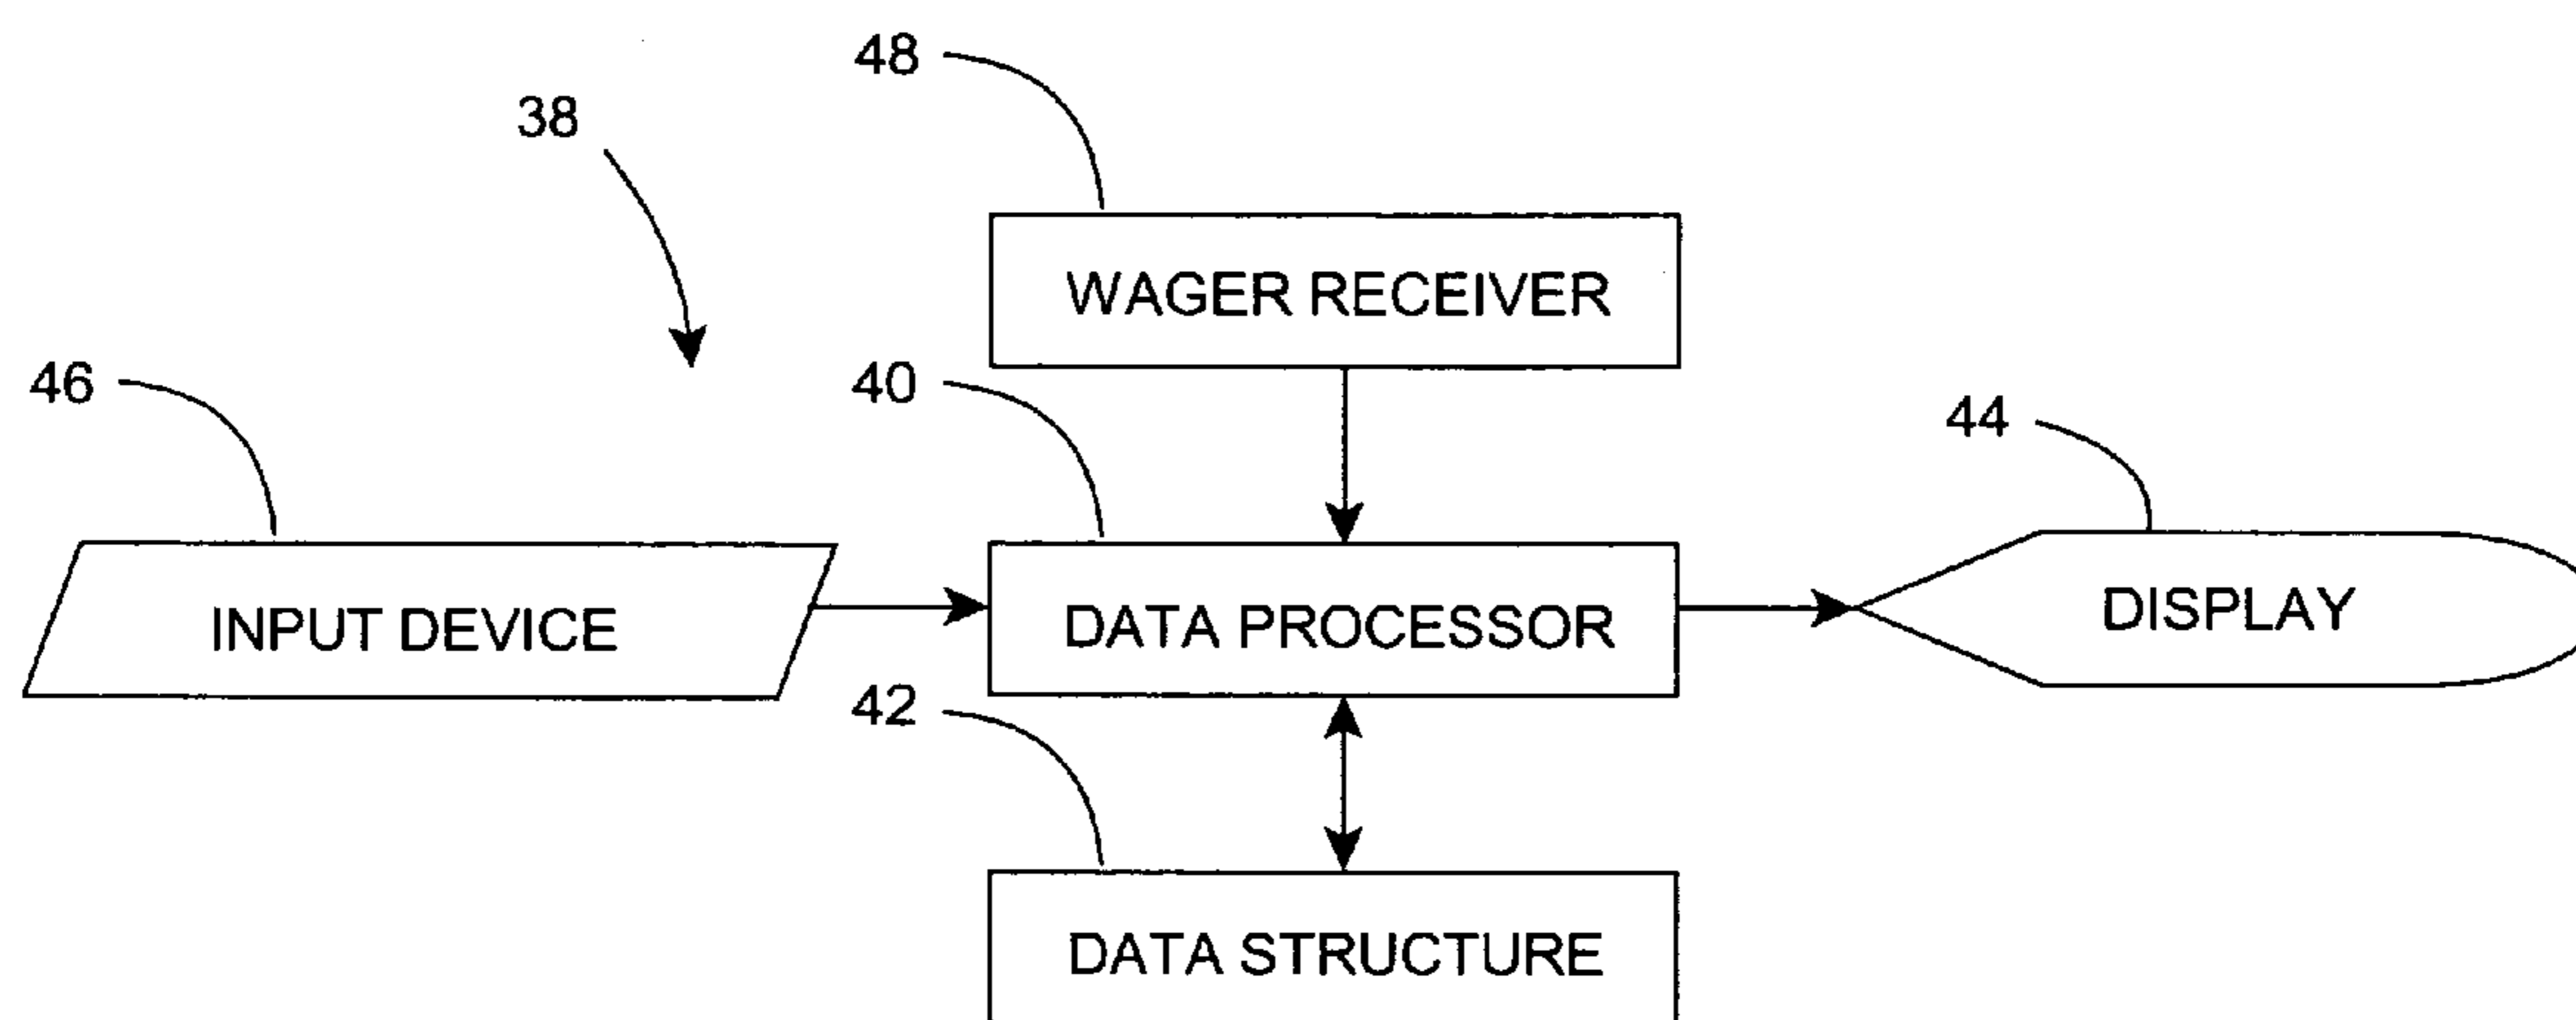 48
38
WAGER RECEIVER
46
40
44
INPUT DEVICE
DATA PROCESSOR
DISPLAY
42
DATA STRUCTURE